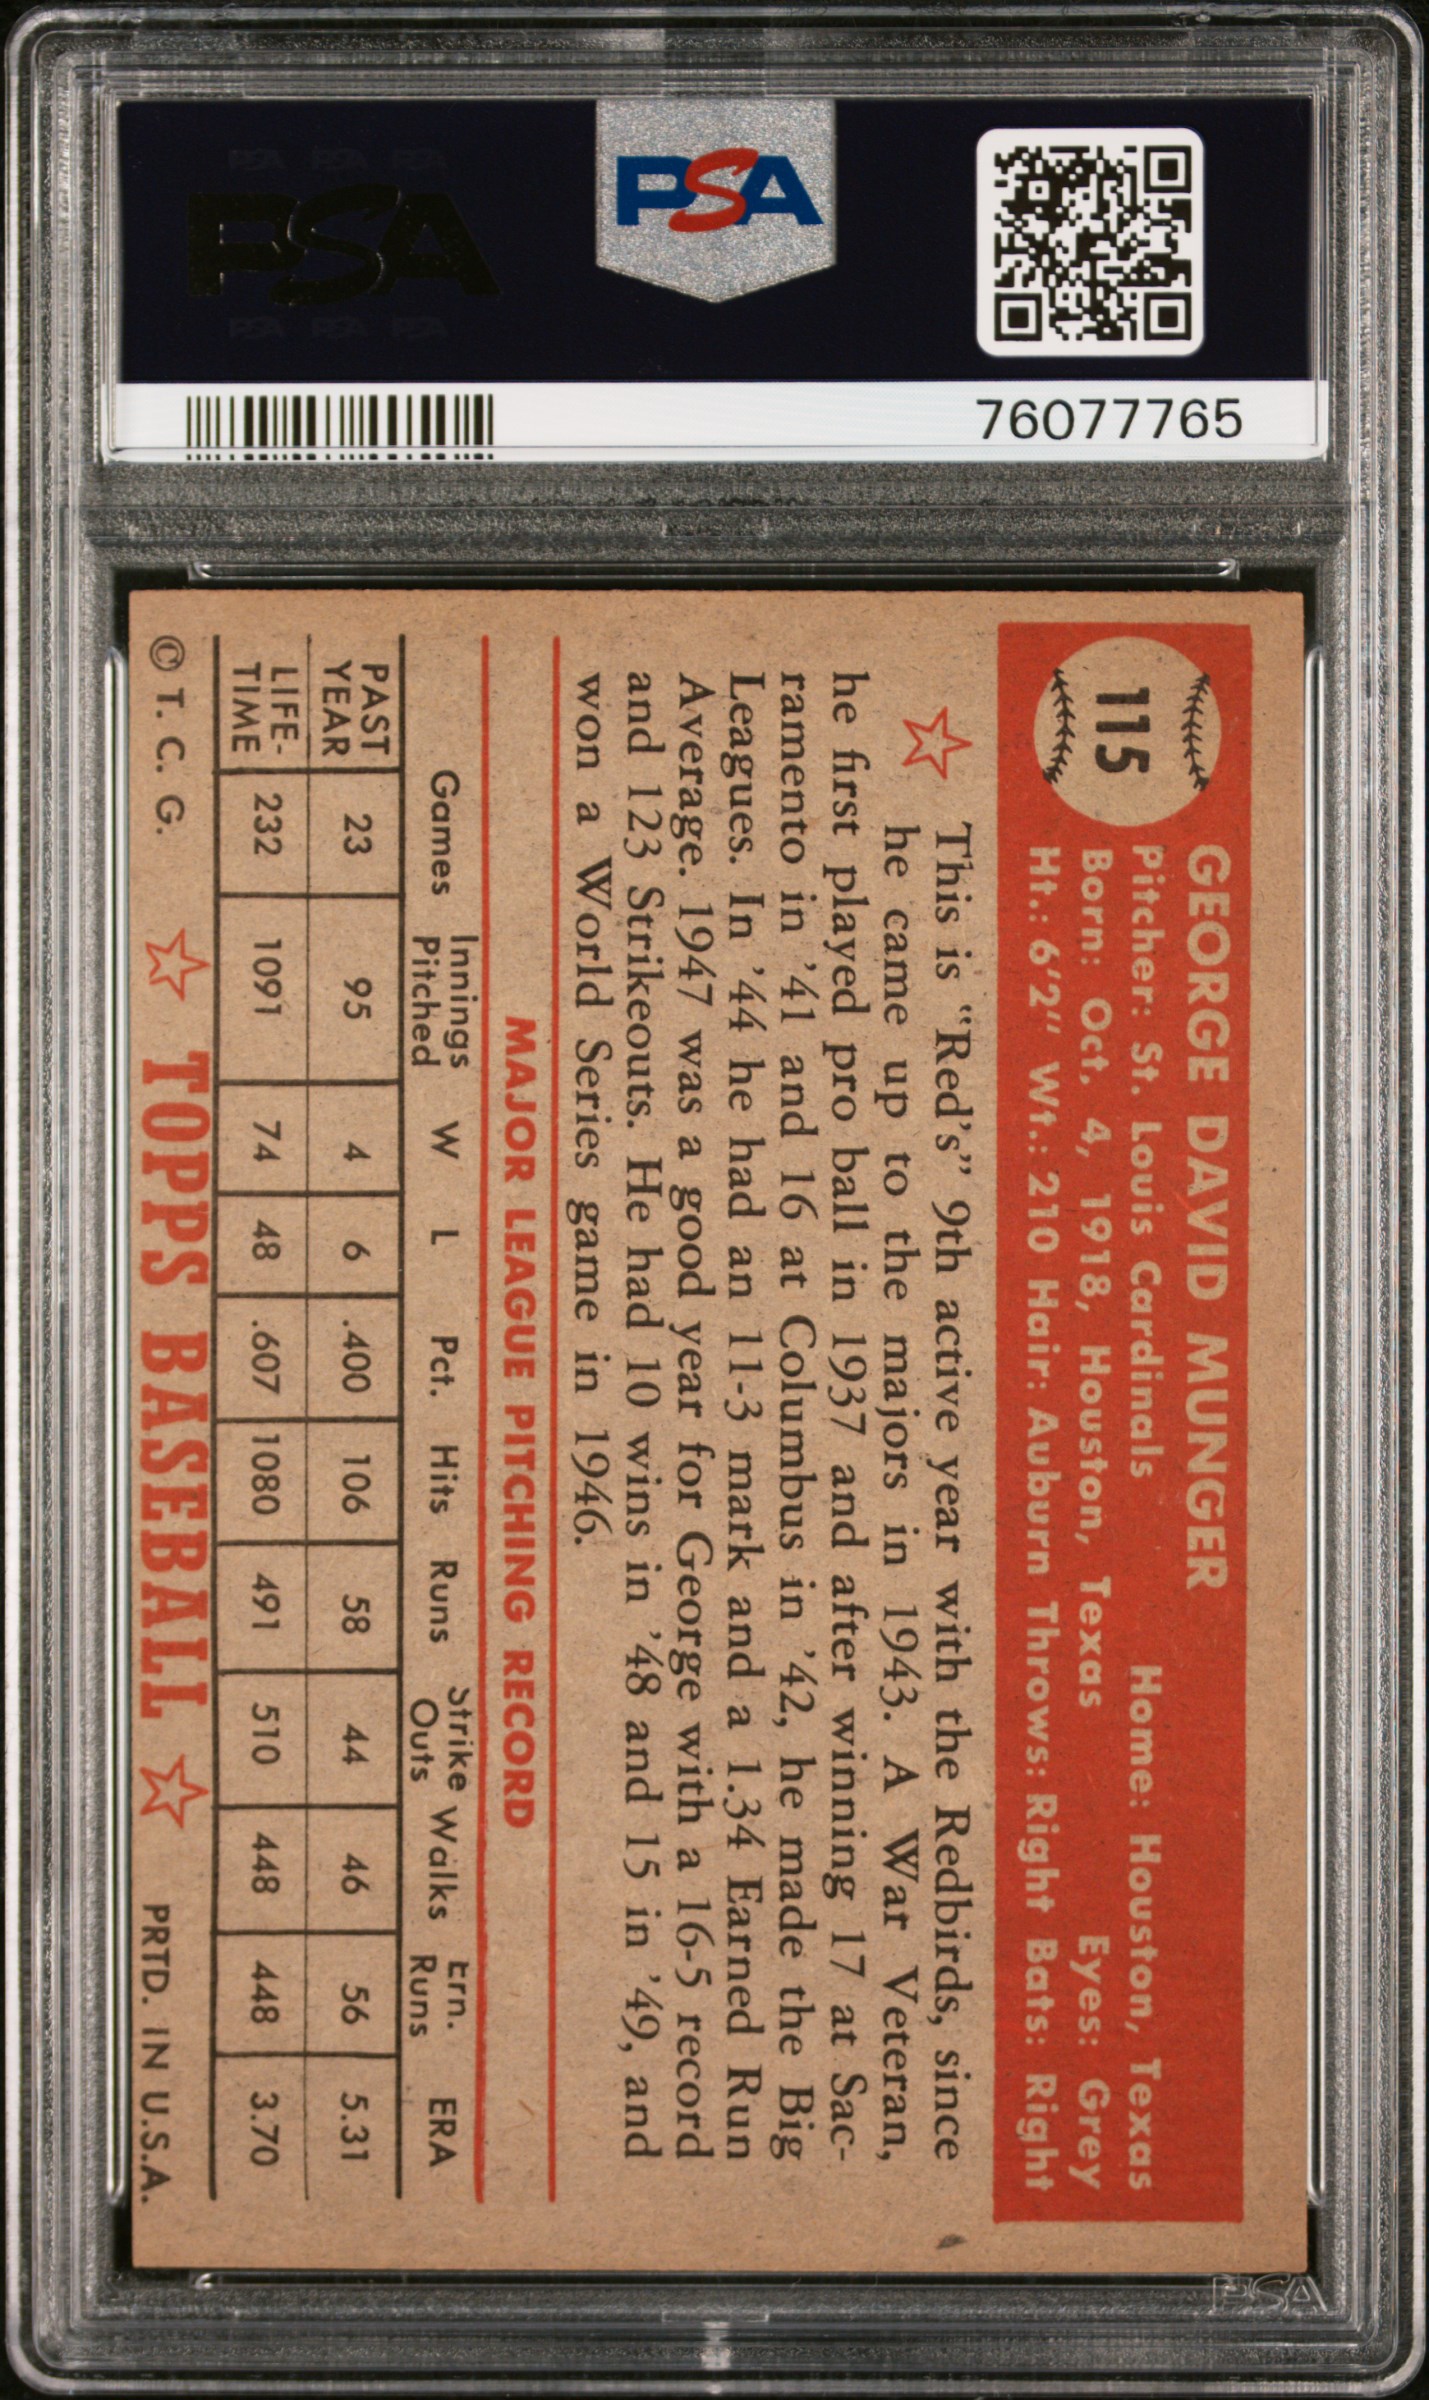 PSA PSA PSA
PSA
PSA PSA PSA
PSA
76077765
115
GEORGE DAVID MUNGER
Pitcher: St. Louis Cardinals Home: Houston, Texas
Born: Oct. 4, 1918, Houston, Texas Eyes: Grey
Ht.: 6'2" Wt.: 210 Hair: Auburn Throws: Right Bats: Right
This is "Red's" 9th active year with the Redbirds, since
he came up to the majors in 1943. A War Veteran,
he first played pro ball in 1937 and after winning 17 at Sac-
ramento in '41 and 16 at Columbus in '42, he made the Big
Leagues. In '44 he had an 11-3 mark and a 1.34 Earned Run
Average. 1947 was a good year for George with a 16-5 record
and 123 Strikeouts. He had 10 wins in '48 and 15 in '49, and
won a World Series game in 1946.
MAJOR LEAGUE PITCHING RECORD
Games Innings Pitched W L Pct. Hits Runs Strike Outs Walks Ern. Runs ERA
PAST YEAR 23 95 4 6 .400 106 58 44 46 56 5.31
LIFE-TIME 232 1091 74 48 .607 1080 491 510 448 448 3.70
© T. C. G. TOPPS BASEBALL PRTD. IN U.S.A.
PSA